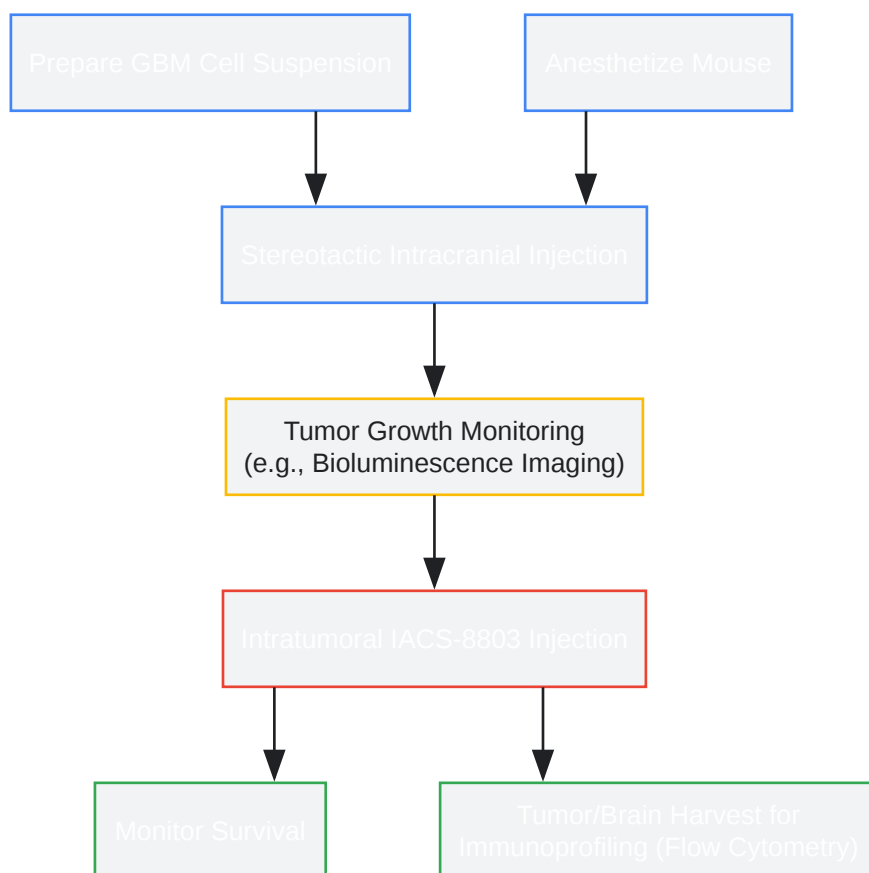 Prepare GBM Cell Suspension
Anesthetize Mouse
Stereotactic Intracranial Injection
Tumor Growth Monitoring
(e.g., Bioluminescence Imaging)
Intratumoral IACS-8803 Injection
Monitor Survival
Tumor/Brain Harvest for
Immunoprofiling (Flow Cytometry)